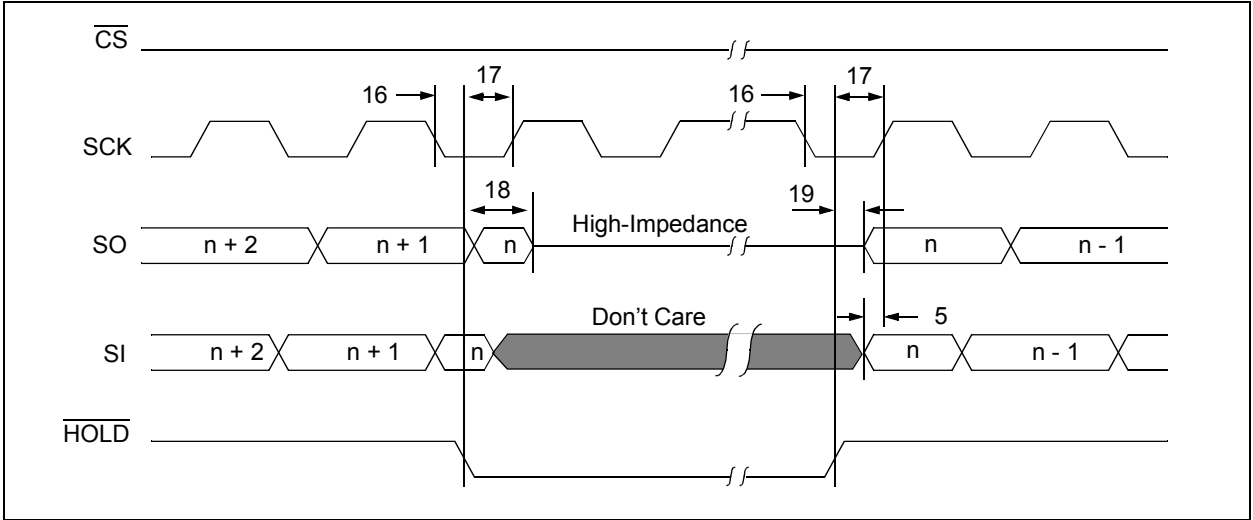 CS
17
17
16
16
SCK
18
19
High-Impedance
SO
n + 2
n + 1
n
n
n - 1
Don't Care
5
SI
n + 2
n + 1
n
n
n - 1
HOLD